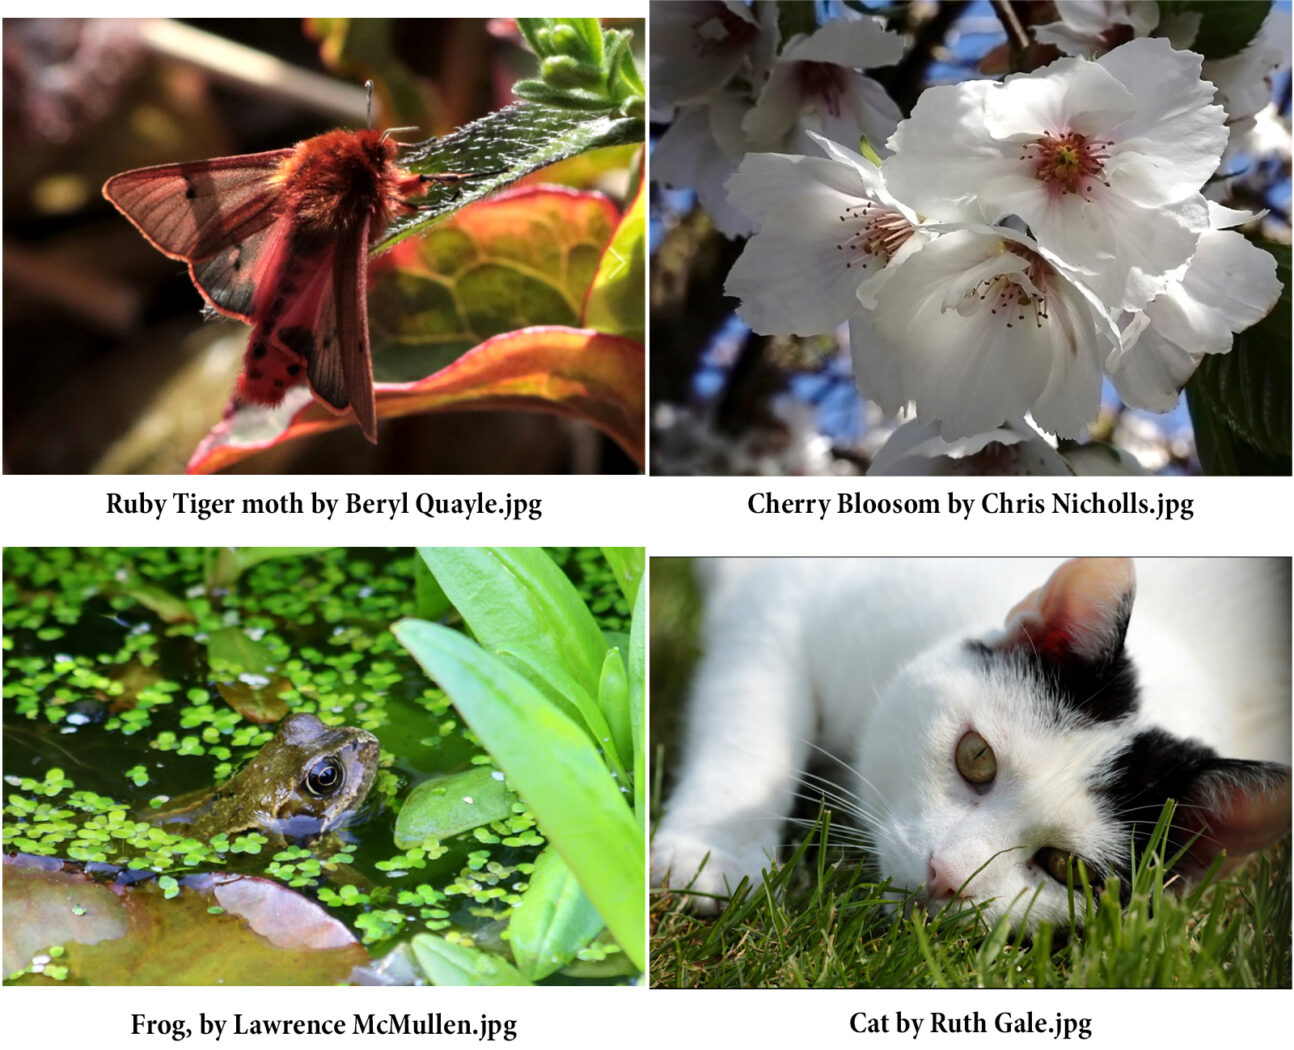 Ruby Tiger moth by Beryl Quayle.jpg
Cherry Bloosom by Chris Nicholls.jpg
Frog, by Lawrence McMullen.jpg
Cat by Ruth Gale.jpg